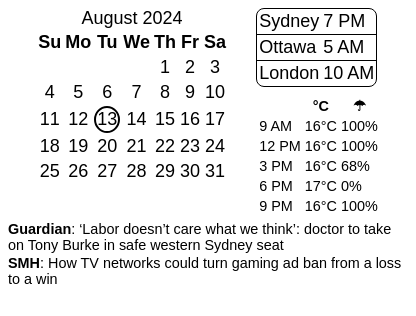 August 2024
Su Mo Tu We Th Fr Sa
1 2 3
4 5 6 7 8 9 10
11 12 13 14 15 16 17
18 19 20 21 22 23 24
25 26 27 28 29 30 31
Sydney 7 PM
Ottawa 5 AM
London 10 AM
°C ☂
9 AM 16°C 100%
12 PM 16°C 100%
3 PM 16°C 68%
6 PM 17°C 0%
9 PM 16°C 100%
Guardian: ‘Labor doesn’t care what we think’: doctor to take
on Tony Burke in safe western Sydney seat
SMH: How TV networks could turn gaming ad ban from a loss
to a win